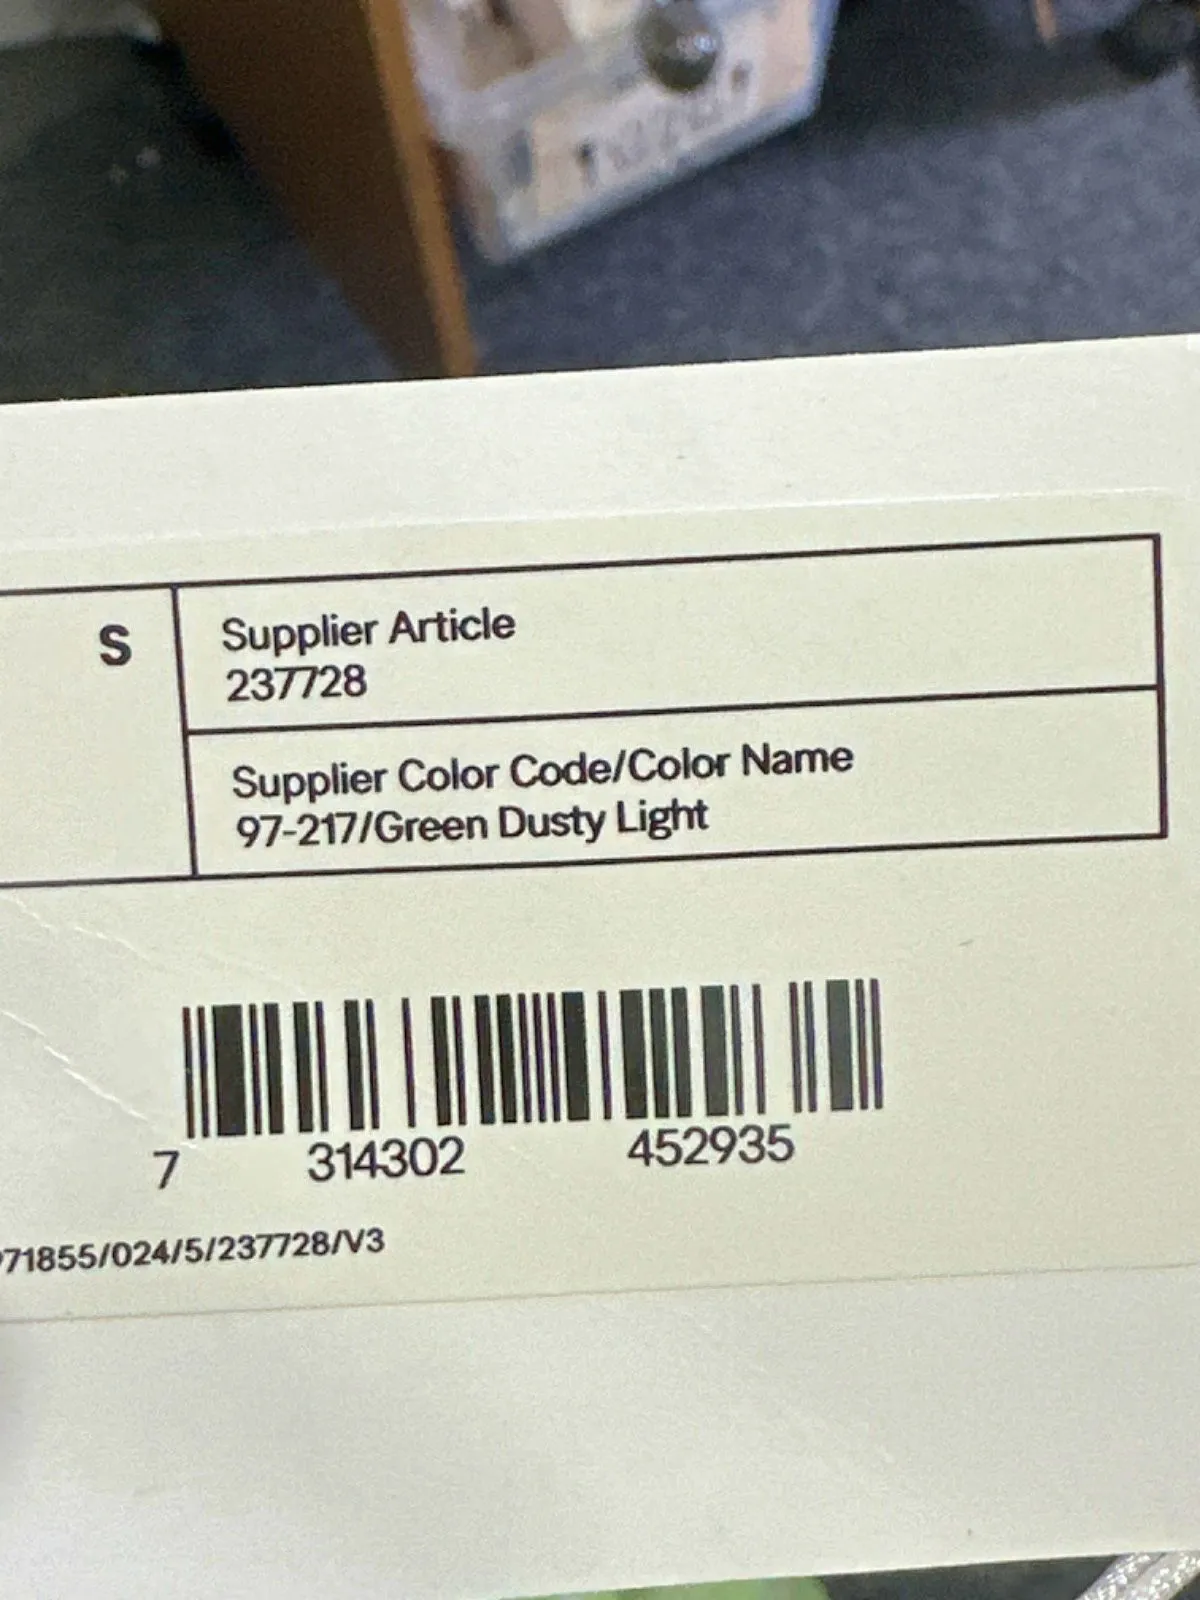 S
Supplier Article
237728
Supplier Color Code/Color Name
97-217/Green Dusty Light
7 314302 452935
71855/024/5/237728/V3